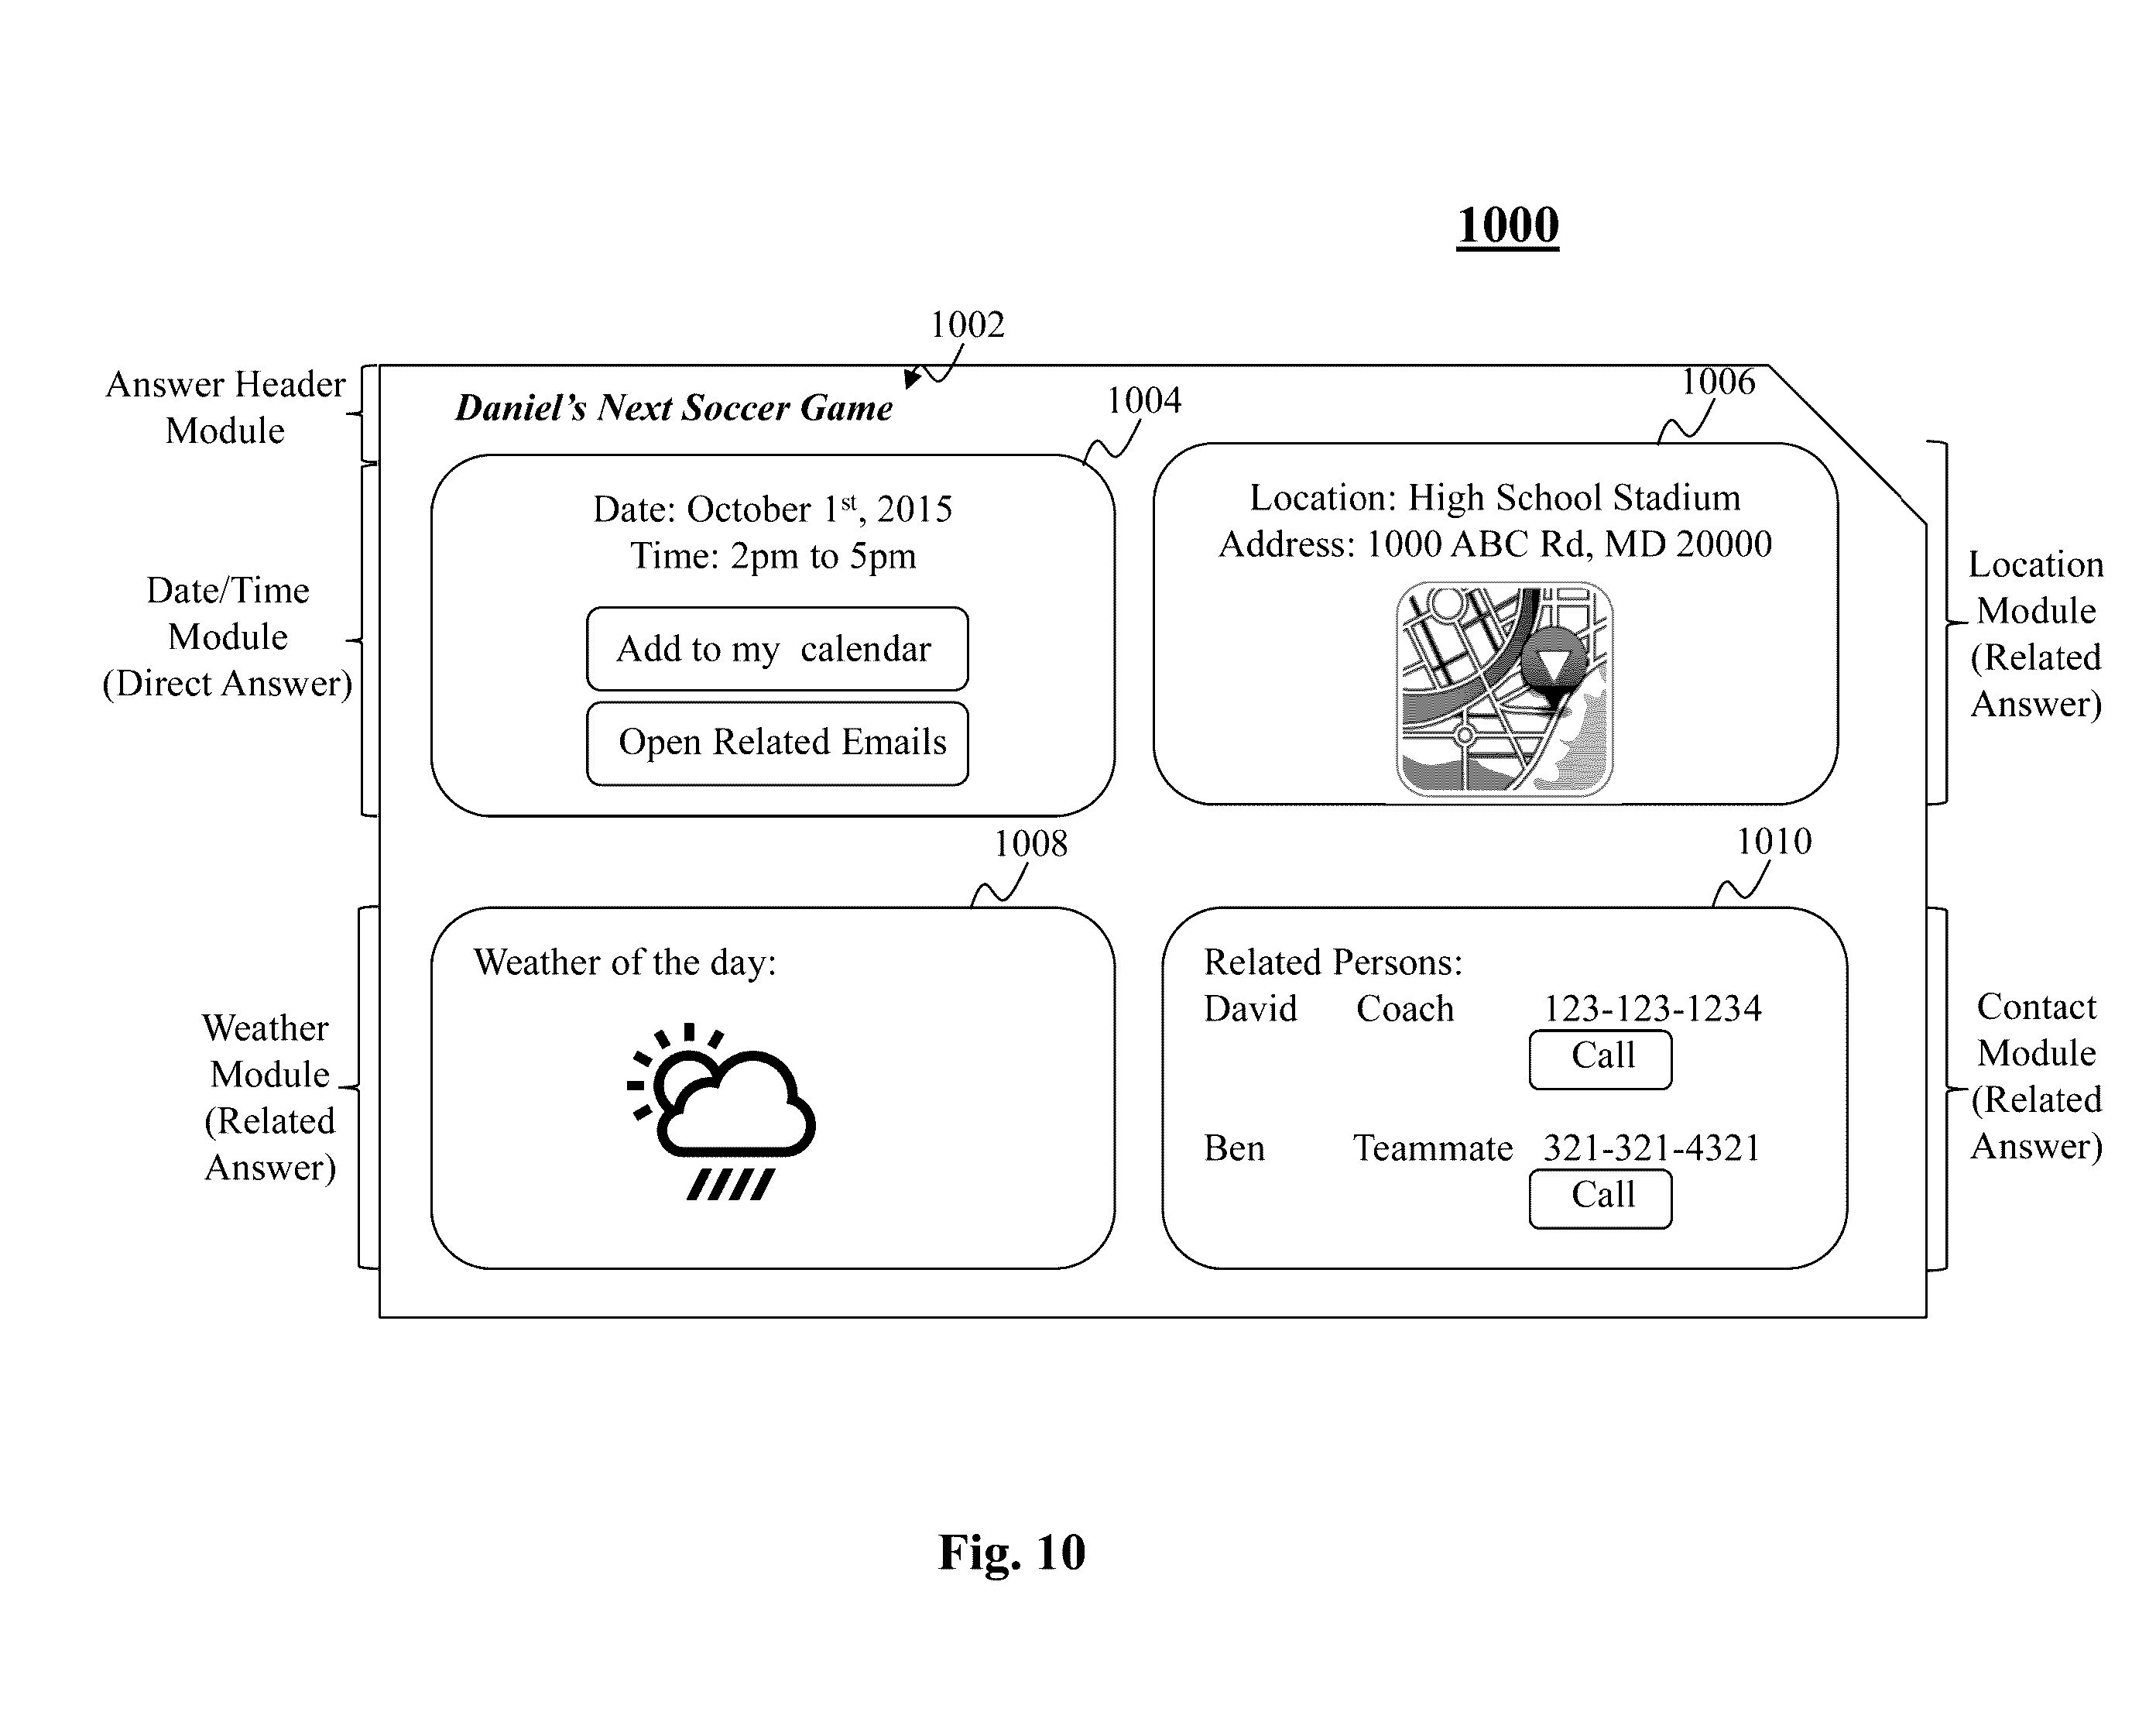 1000
1002
Answer Header
Module
Daniel's Next Soccer Game
1004
1006
Date: October 1st, 2015
Time: 2pm to 5pm
Add to my calendar
Open Related Emails
Location: High School Stadium
Address: 1000 ABC Rd, MD 20000
Date/Time
Module
(Direct Answer)
Location
Module
(Related
Answer)
1008
1010
Weather of the day:
Related Persons:
David Coach 123-123-1234
Call
Ben Teammate 321-321-4321
Call
Weather
Module
(Related
Answer)
Contact
Module
(Related
Answer)
Fig. 10